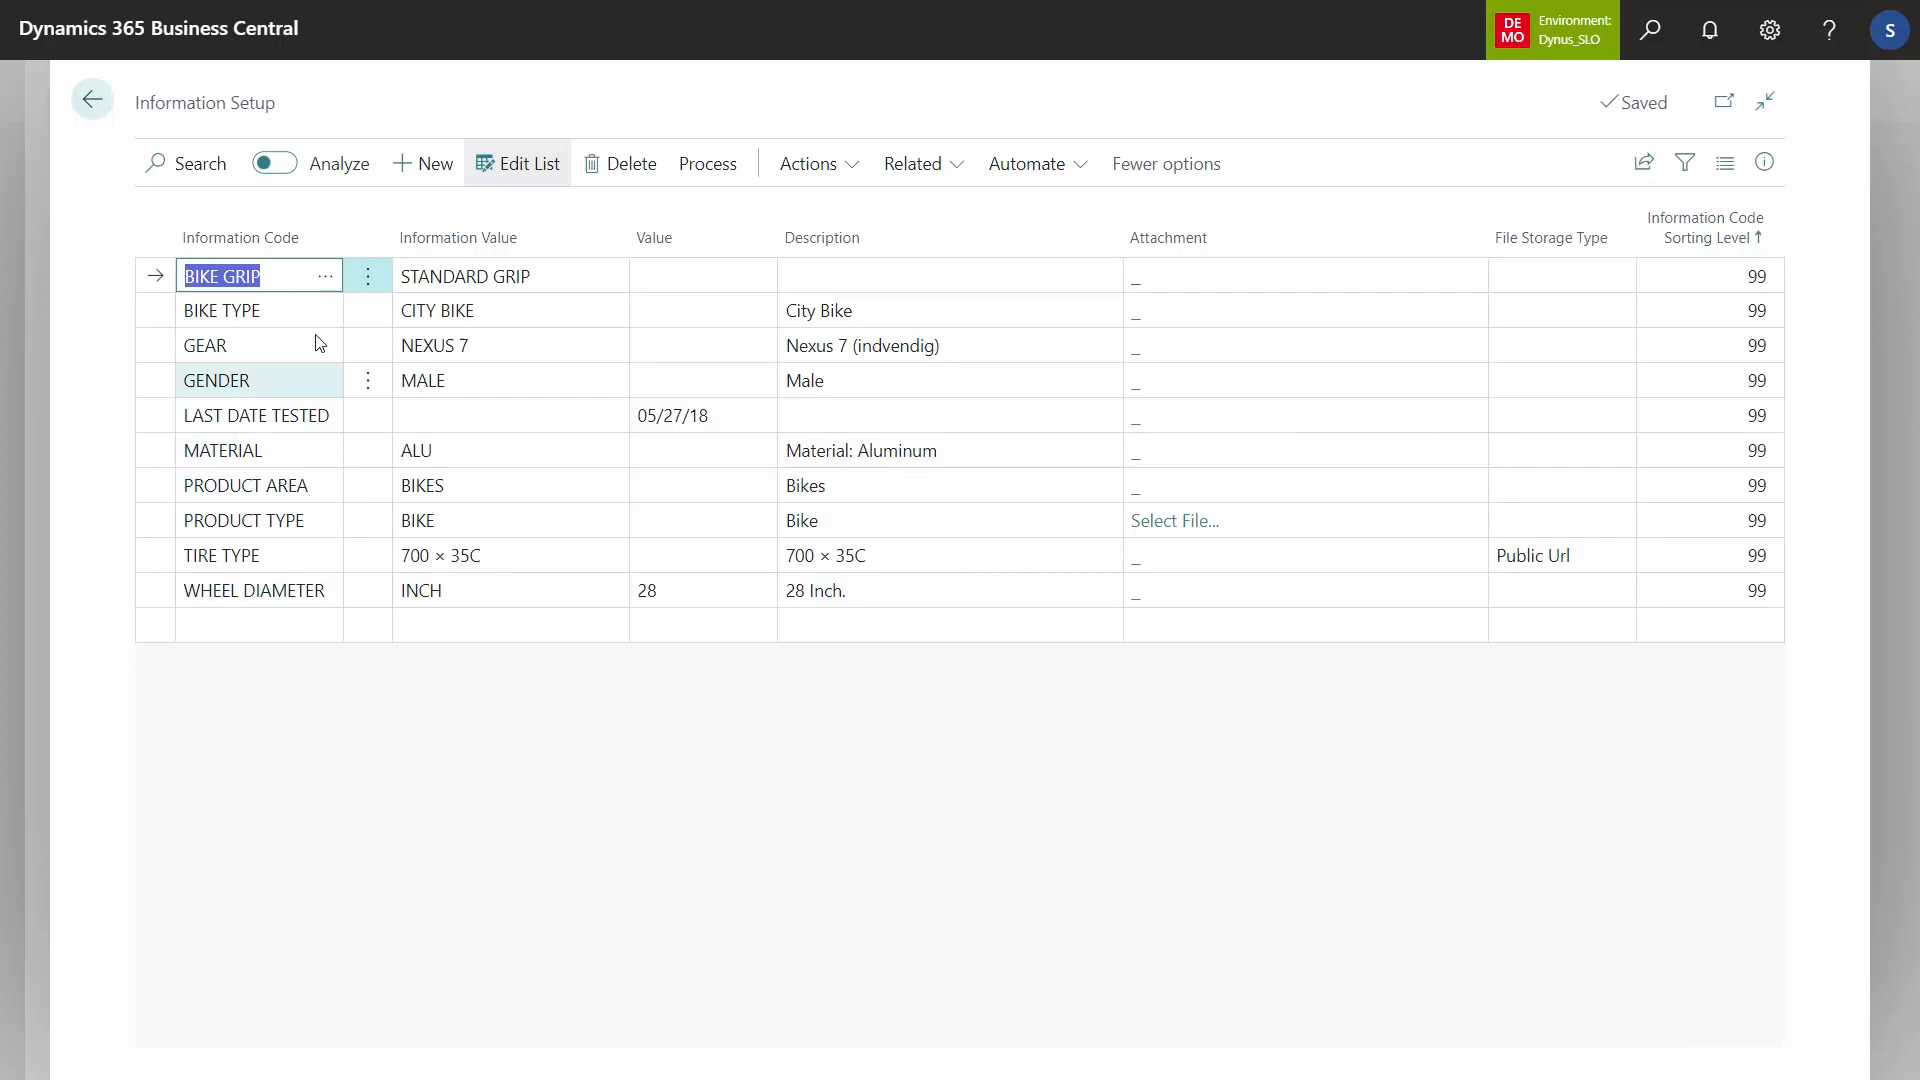 Dynamics 365 Business Central
DE
MO
Environment:
Dynus_SLO
?
S
Information Setup
Saved
Search
Analyze
New
Edit List
Delete
Process
Actions
Related
Automate
Fewer options
Information Code
Information Value
Value
Description
Attachment
File Storage Type
Information Code
Sorting Level ↑
BIKE GRIP ... STANDARD GRIP _ 99
BIKE TYPE CITY BIKE City Bike _ 99
GEAR NEXUS 7 Nexus 7 (indvendig) _ 99
GENDER MALE Male _ 99
LAST DATE TESTED 05/27/18 _ 99
MATERIAL ALU Material: Aluminum _ 99
PRODUCT AREA BIKES Bikes _ 99
PRODUCT TYPE BIKE Bike Select File... 99
TIRE TYPE 700 × 35C 700 × 35C _ Public Url 99
WHEEL DIAMETER INCH 28 28 Inch. _ 99